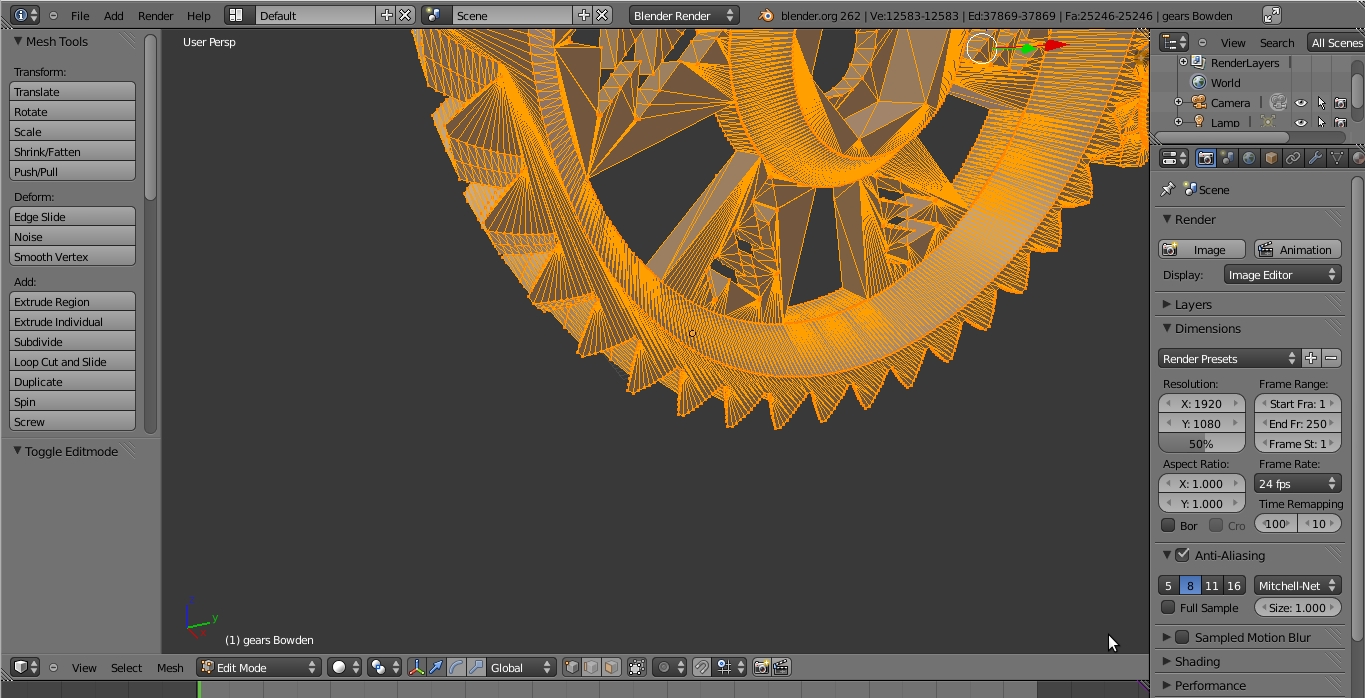 File Add Render Help Default Scene Blender Render blender.org 262 | Ve:12583-12583 | Ed:37869-37869 | Fa:25246-25246 | gears Bowden
Mesh Tools
Transform:
Translate
Rotate
Scale
Shrink/Fatten
Push/Pull
Deform:
Edge Slide
Noise
Smooth Vertex
Add:
Extrude Region
Extrude Individual
Subdivide
Loop Cut and Slide
Duplicate
Spin
Screw
Toggle Editmode
User Persp
z
y
x
(1) gears Bowden
View Select Mesh Edit Mode Global
View Search All Scenes
RenderLayers
World
Camera
Lamp
Scene
Render
Image Animation
Display: Image Editor
Layers
Dimensions
Render Presets
Resolution: Frame Range:
X: 1920 Start Fra: 1
Y: 1080 End Fr: 250
50% Frame St: 1
Aspect Ratio: Frame Rate:
X: 1.000 24 fps
Y: 1.000 Time Remapping
Bor Cro 100 10
Anti-Aliasing
5 8 11 16 Mitchell-Net
Full Sample Size: 1.000
Sampled Motion Blur
Shading
Performance